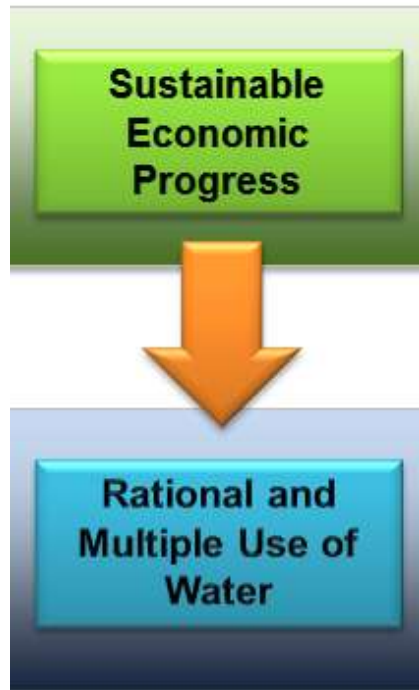 Sustainable
Economic
Progress
Rational and
Multiple Use of
Water